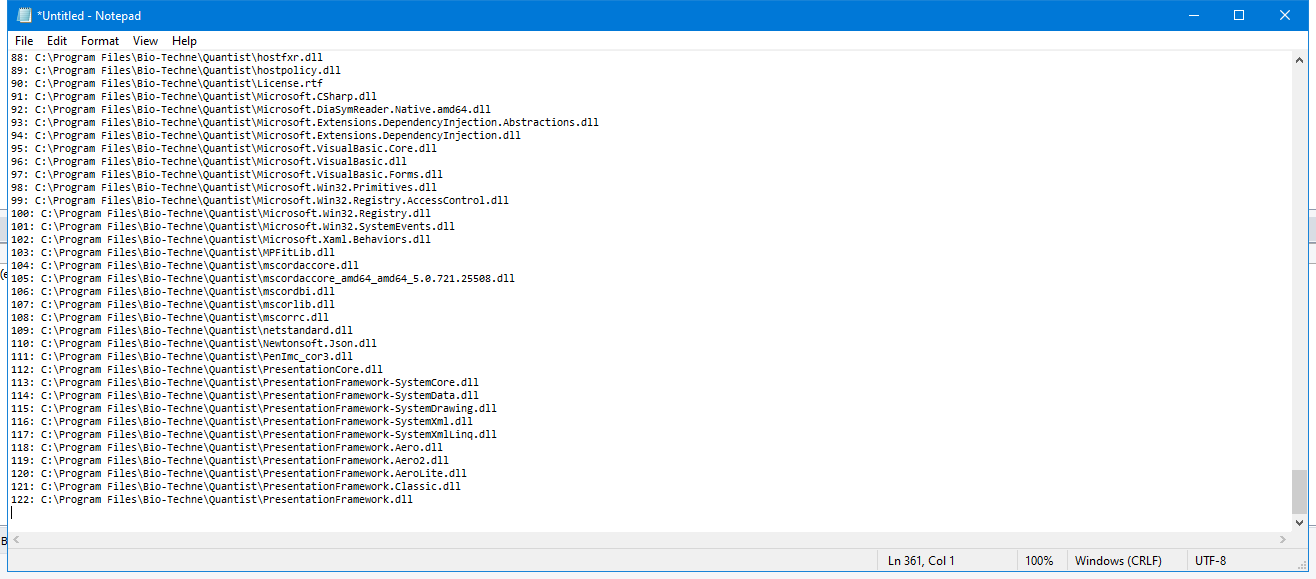 *Untitled - Notepad
File Edit Format View Help
88: C:\Program Files\Bio-Techne\Quantist\hostfxr.dll
89: C:\Program Files\Bio-Techne\Quantist\hostpolicy.dll
90: C:\Program Files\Bio-Techne\Quantist\License.rtf
91: C:\Program Files\Bio-Techne\Quantist\Microsoft.CSharp.dll
92: C:\Program Files\Bio-Techne\Quantist\Microsoft.DiaSymReader.Native.amd64.dll
93: C:\Program Files\Bio-Techne\Quantist\Microsoft.Extensions.DependencyInjection.Abstractions.dll
94: C:\Program Files\Bio-Techne\Quantist\Microsoft.Extensions.DependencyInjection.dll
95: C:\Program Files\Bio-Techne\Quantist\Microsoft.VisualBasic.Core.dll
96: C:\Program Files\Bio-Techne\Quantist\Microsoft.VisualBasic.dll
97: C:\Program Files\Bio-Techne\Quantist\Microsoft.VisualBasic.Forms.dll
98: C:\Program Files\Bio-Techne\Quantist\Microsoft.Win32.Primitives.dll
99: C:\Program Files\Bio-Techne\Quantist\Microsoft.Win32.Registry.AccessControl.dll
100: C:\Program Files\Bio-Techne\Quantist\Microsoft.Win32.Registry.dll
101: C:\Program Files\Bio-Techne\Quantist\Microsoft.Win32.SystemEvents.dll
102: C:\Program Files\Bio-Techne\Quantist\Microsoft.Xaml.Behaviors.dll
103: C:\Program Files\Bio-Techne\Quantist\MPFitLib.dll
104: C:\Program Files\Bio-Techne\Quantist\mscordaccore.dll
105: C:\Program Files\Bio-Techne\Quantist\mscordaccore_amd64_amd64_5.0.721.25508.dll
106: C:\Program Files\Bio-Techne\Quantist\mscordbi.dll
107: C:\Program Files\Bio-Techne\Quantist\mscorlib.dll
108: C:\Program Files\Bio-Techne\Quantist\mscorrc.dll
109: C:\Program Files\Bio-Techne\Quantist\netstandard.dll
110: C:\Program Files\Bio-Techne\Quantist\Newtonsoft.Json.dll
111: C:\Program Files\Bio-Techne\Quantist\PenImc_cor3.dll
112: C:\Program Files\Bio-Techne\Quantist\PresentationCore.dll
113: C:\Program Files\Bio-Techne\Quantist\PresentationFramework-SystemCore.dll
114: C:\Program Files\Bio-Techne\Quantist\PresentationFramework-SystemData.dll
115: C:\Program Files\Bio-Techne\Quantist\PresentationFramework-SystemDrawing.dll
116: C:\Program Files\Bio-Techne\Quantist\PresentationFramework-SystemXml.dll
117: C:\Program Files\Bio-Techne\Quantist\PresentationFramework-SystemXmlLinq.dll
118: C:\Program Files\Bio-Techne\Quantist\PresentationFramework.Aero.dll
119: C:\Program Files\Bio-Techne\Quantist\PresentationFramework.Aero2.dll
120: C:\Program Files\Bio-Techne\Quantist\PresentationFramework.AeroLite.dll
121: C:\Program Files\Bio-Techne\Quantist\PresentationFramework.Classic.dll
122: C:\Program Files\Bio-Techne\Quantist\PresentationFramework.dll
Ln 361, Col 1 100% Windows (CRLF) UTF-8